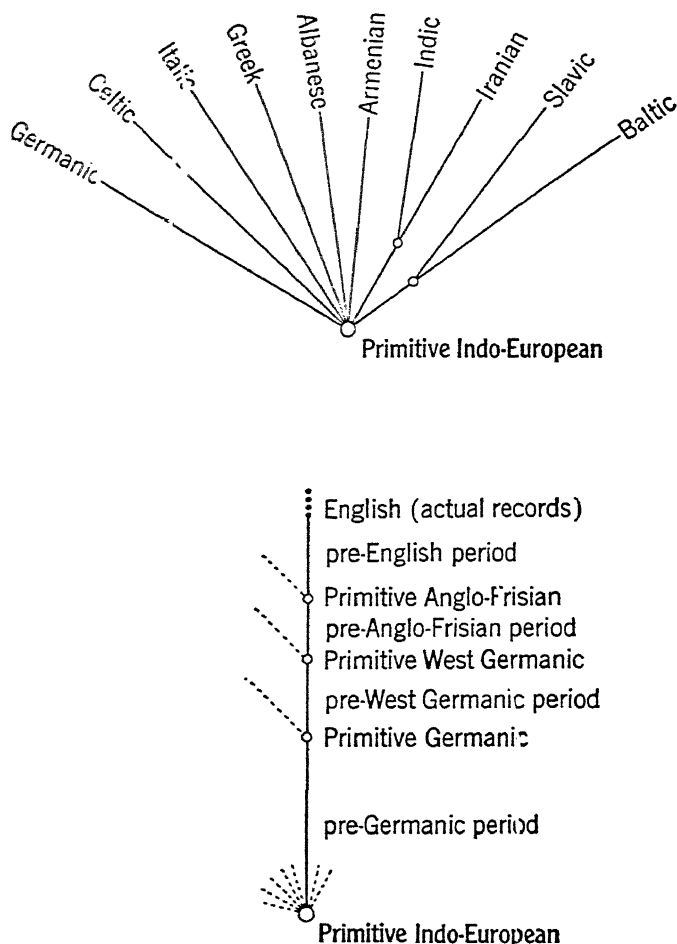 Germanic
Celtic
Italic
Greek
Albanese
Armenian
Indic
Iranian
Slavic
Baltic
Primitive Indo-European
English (actual records)
pre-English period
Primitive Anglo-Frisian
pre-Anglo-Frisian period
Primitive West Germanic
pre-West Germanic period
Primitive Germanic
pre-Germanic period
Primitive Indo-European